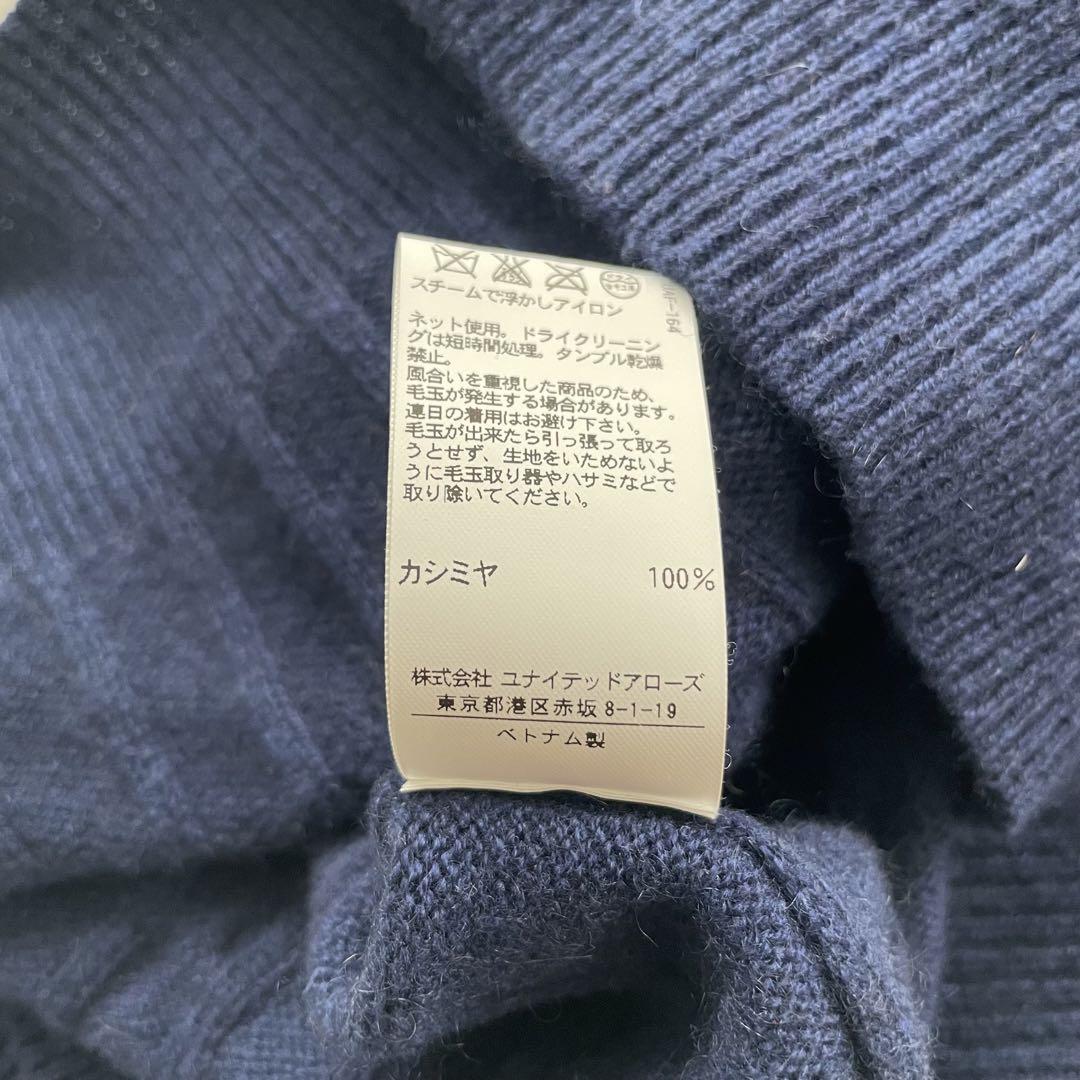 スチームで浮かしアイロン
ネット使用。ドライクリーニン
グは短時間処理。タンブル乾燥
禁止。
風合いを重視した商品のため、
毛玉が発生する場合があります。
連日の着用はお避け下さい。
毛玉が出来たら引っ張って取ろ
うとせず、生地をいためないよ
うに毛玉取り器やハサミなどで
取り除いてください。
カシミヤ 100%
株式会社 ユナイテッドアローズ
東京都港区赤坂8-1-19
ベトナム製